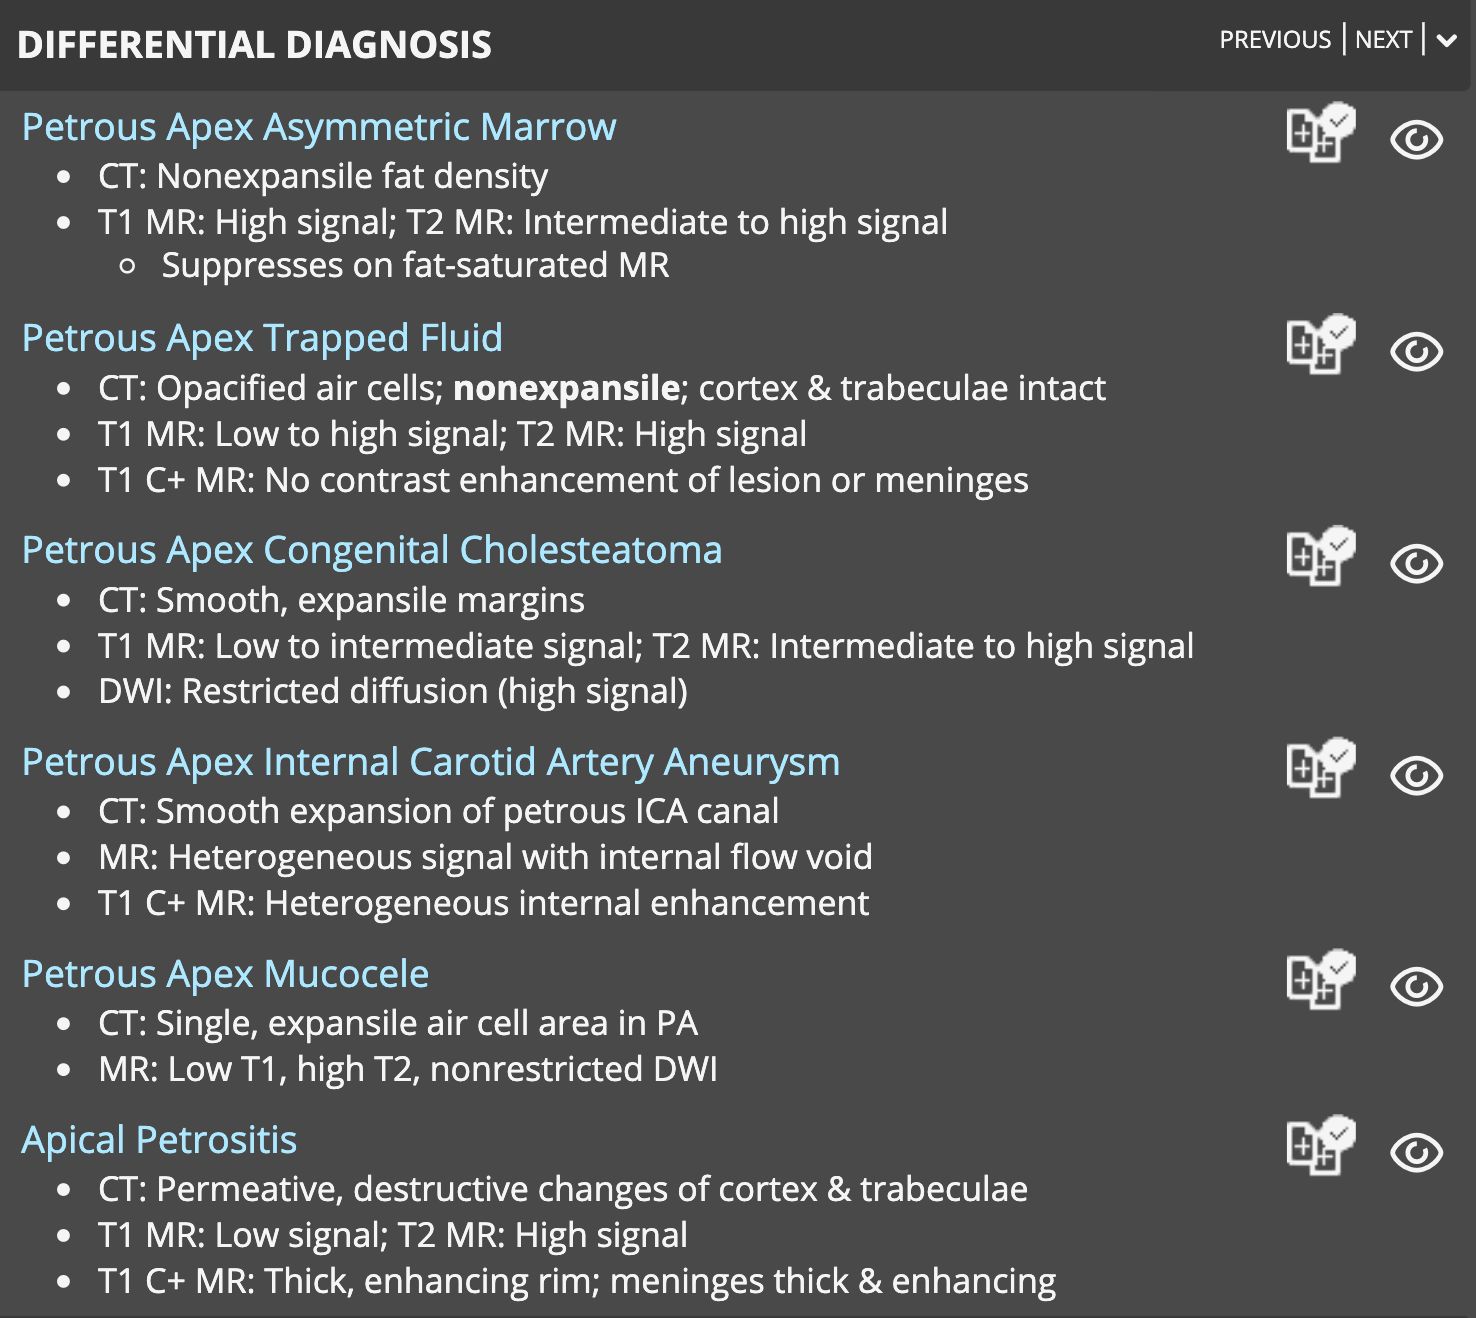 DIFFERENTIAL DIAGNOSIS
PREVIOUS | NEXT |
Petrous Apex Asymmetric Marrow
• CT: Nonexpansile fat density
• T1 MR: High signal; T2 MR: Intermediate to high signal
○ Suppresses on fat-saturated MR
Petrous Apex Trapped Fluid
• CT: Opacified air cells; nonexpansile; cortex & trabeculae intact
• T1 MR: Low to high signal; T2 MR: High signal
• T1 C+ MR: No contrast enhancement of lesion or meninges
Petrous Apex Congenital Cholesteatoma
• CT: Smooth, expansile margins
• T1 MR: Low to intermediate signal; T2 MR: Intermediate to high signal
• DWI: Restricted diffusion (high signal)
Petrous Apex Internal Carotid Artery Aneurysm
• CT: Smooth expansion of petrous ICA canal
• MR: Heterogeneous signal with internal flow void
• T1 C+ MR: Heterogeneous internal enhancement
Petrous Apex Mucocele
• CT: Single, expansile air cell area in PA
• MR: Low T1, high T2, nonrestricted DWI
Apical Petrositis
• CT: Permeative, destructive changes of cortex & trabeculae
• T1 MR: Low signal; T2 MR: High signal
• T1 C+ MR: Thick, enhancing rim; meninges thick & enhancing